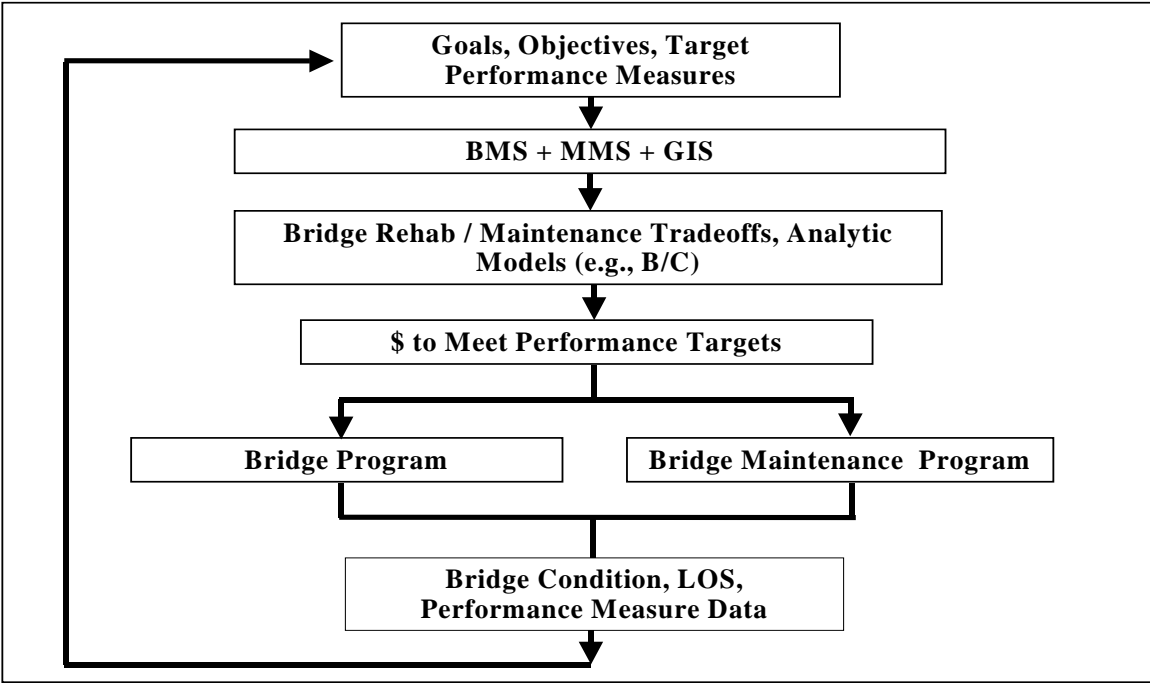 Goals, Objectives, Target
Performance Measures
BMS + MMS + GIS
Bridge Rehab / Maintenance Tradeoffs, Analytic
Models (e.g., B/C)
$ to Meet Performance Targets
Bridge Program
Bridge Maintenance Program
Bridge Condition, LOS,
Performance Measure Data